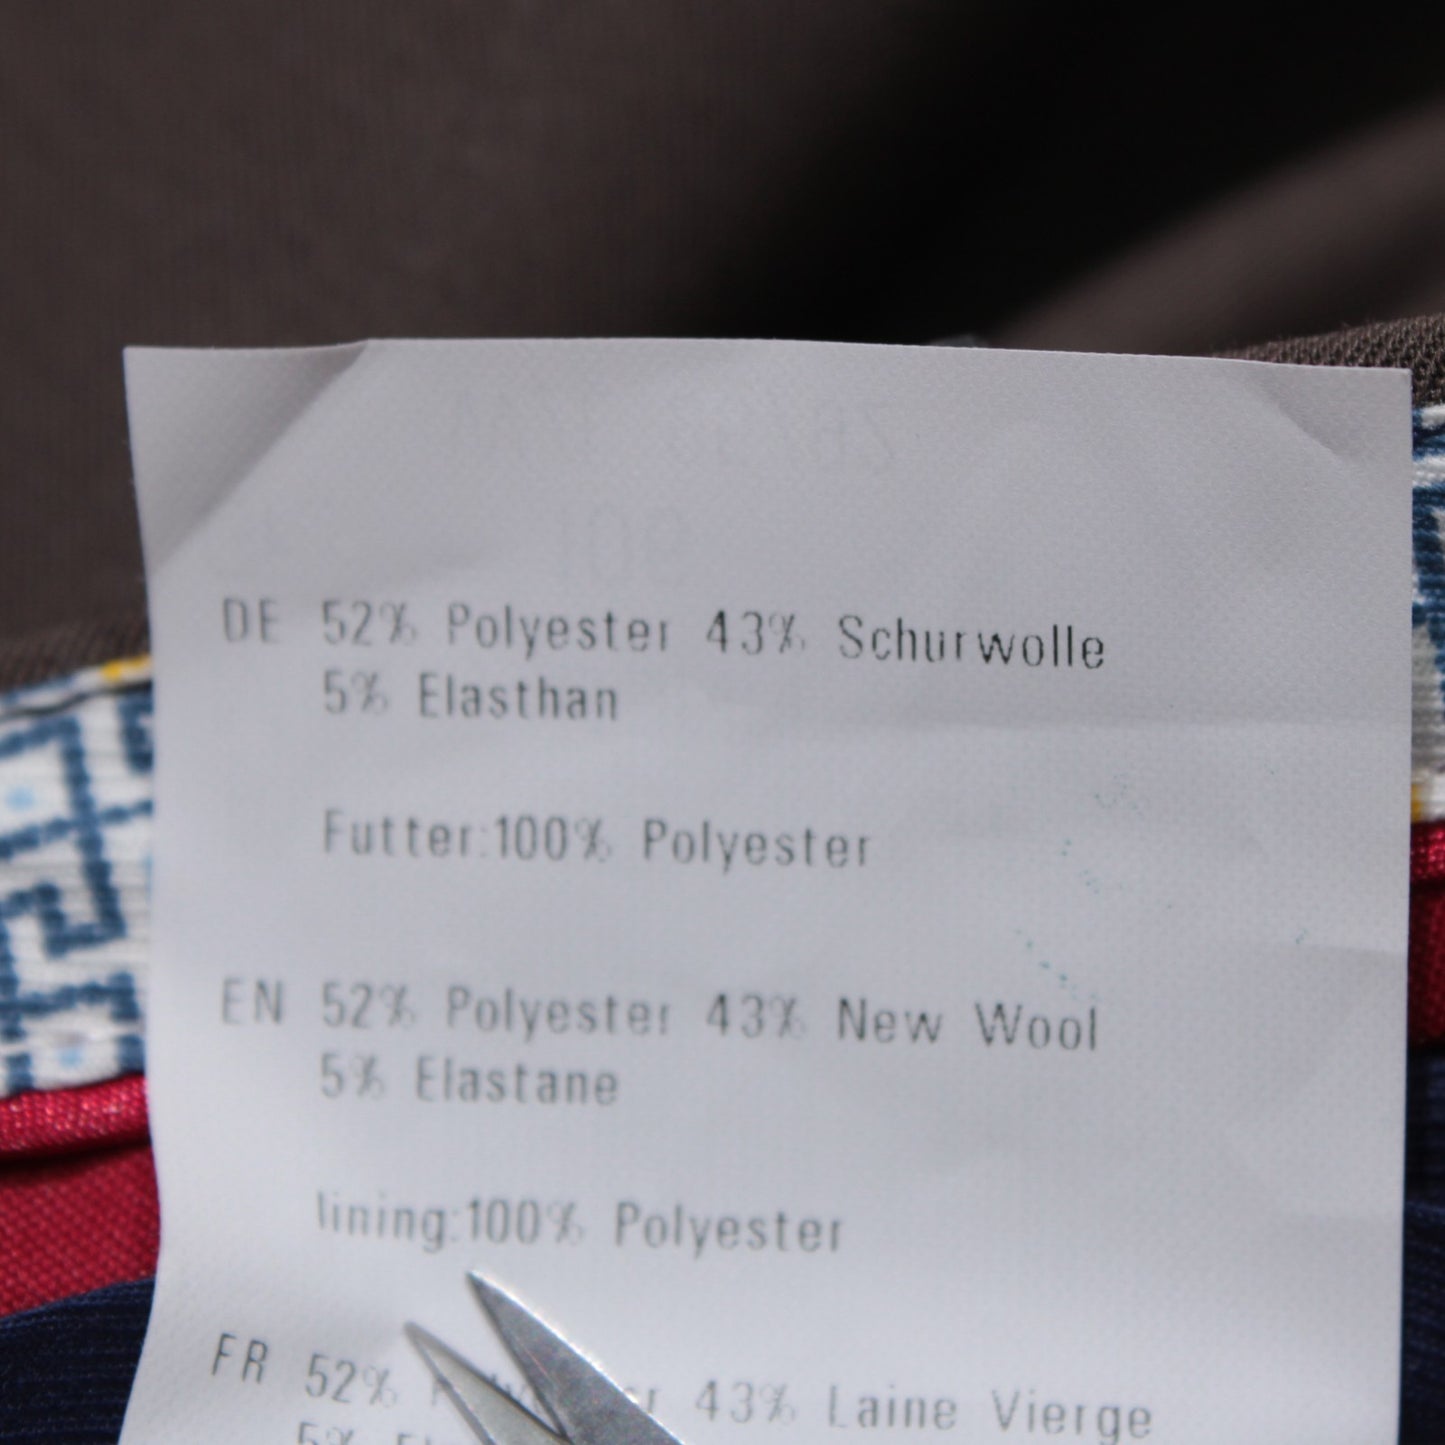 DE 52% Polyester 43% Schurwolle
5% Elasthan
Futter:100% Polyester
EN 52% Polyester 43% New Wool
5% Elastane
lining:100% Polyester
FR 52% 43% Laine Vierge
5%